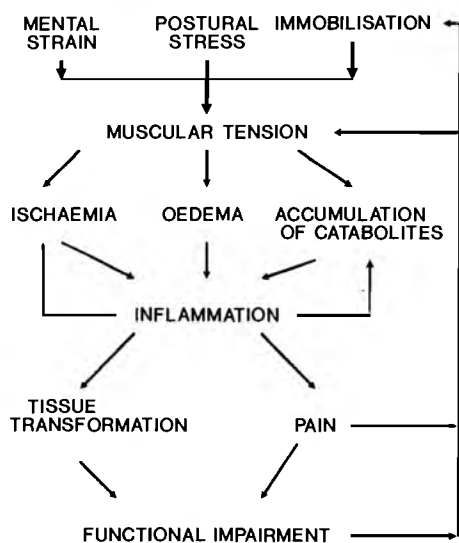 MENTAL
STRAIN
POSTURAL
STRESS
IMMOBILISATION
MUSCULAR TENSION
ISCHAEMIA
OEDEMA
ACCUMULATION
OF CATABOLITES
INFLAMMATION
TISSUE
TRANSFORMATION
PAIN
FUNCTIONAL IMPAIRMENT